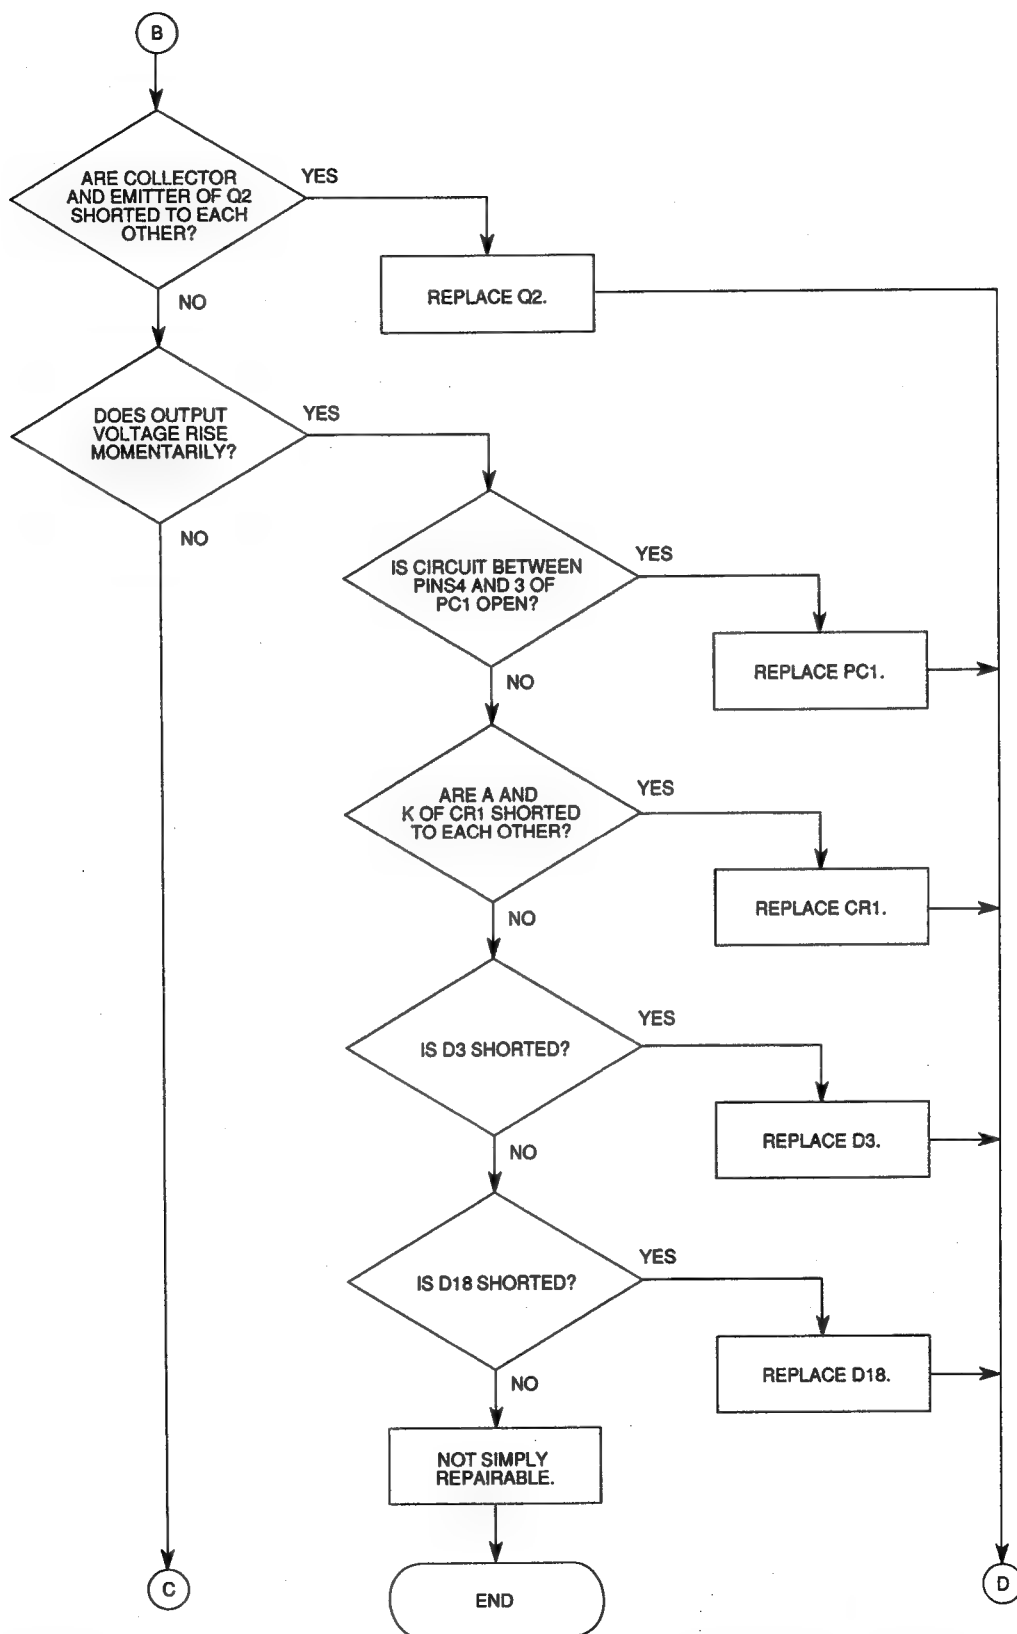 B
ARE COLLECTOR
AND EMITTER OF Q2
SHORTED TO EACH
OTHER?
YES
REPLACE Q2.
NO
DOES OUTPUT
VOLTAGE RISE
MOMENTARILY?
YES
NO
IS CIRCUIT BETWEEN
PINS4 AND 3 OF
PC1 OPEN?
YES
REPLACE PC1.
NO
ARE A AND
K OF CR1 SHORTED
TO EACH OTHER?
YES
REPLACE CR1.
NO
IS D3 SHORTED?
YES
REPLACE D3.
NO
IS D18 SHORTED?
YES
REPLACE D18.
NO
NOT SIMPLY
REPAIRABLE.
END
C
D